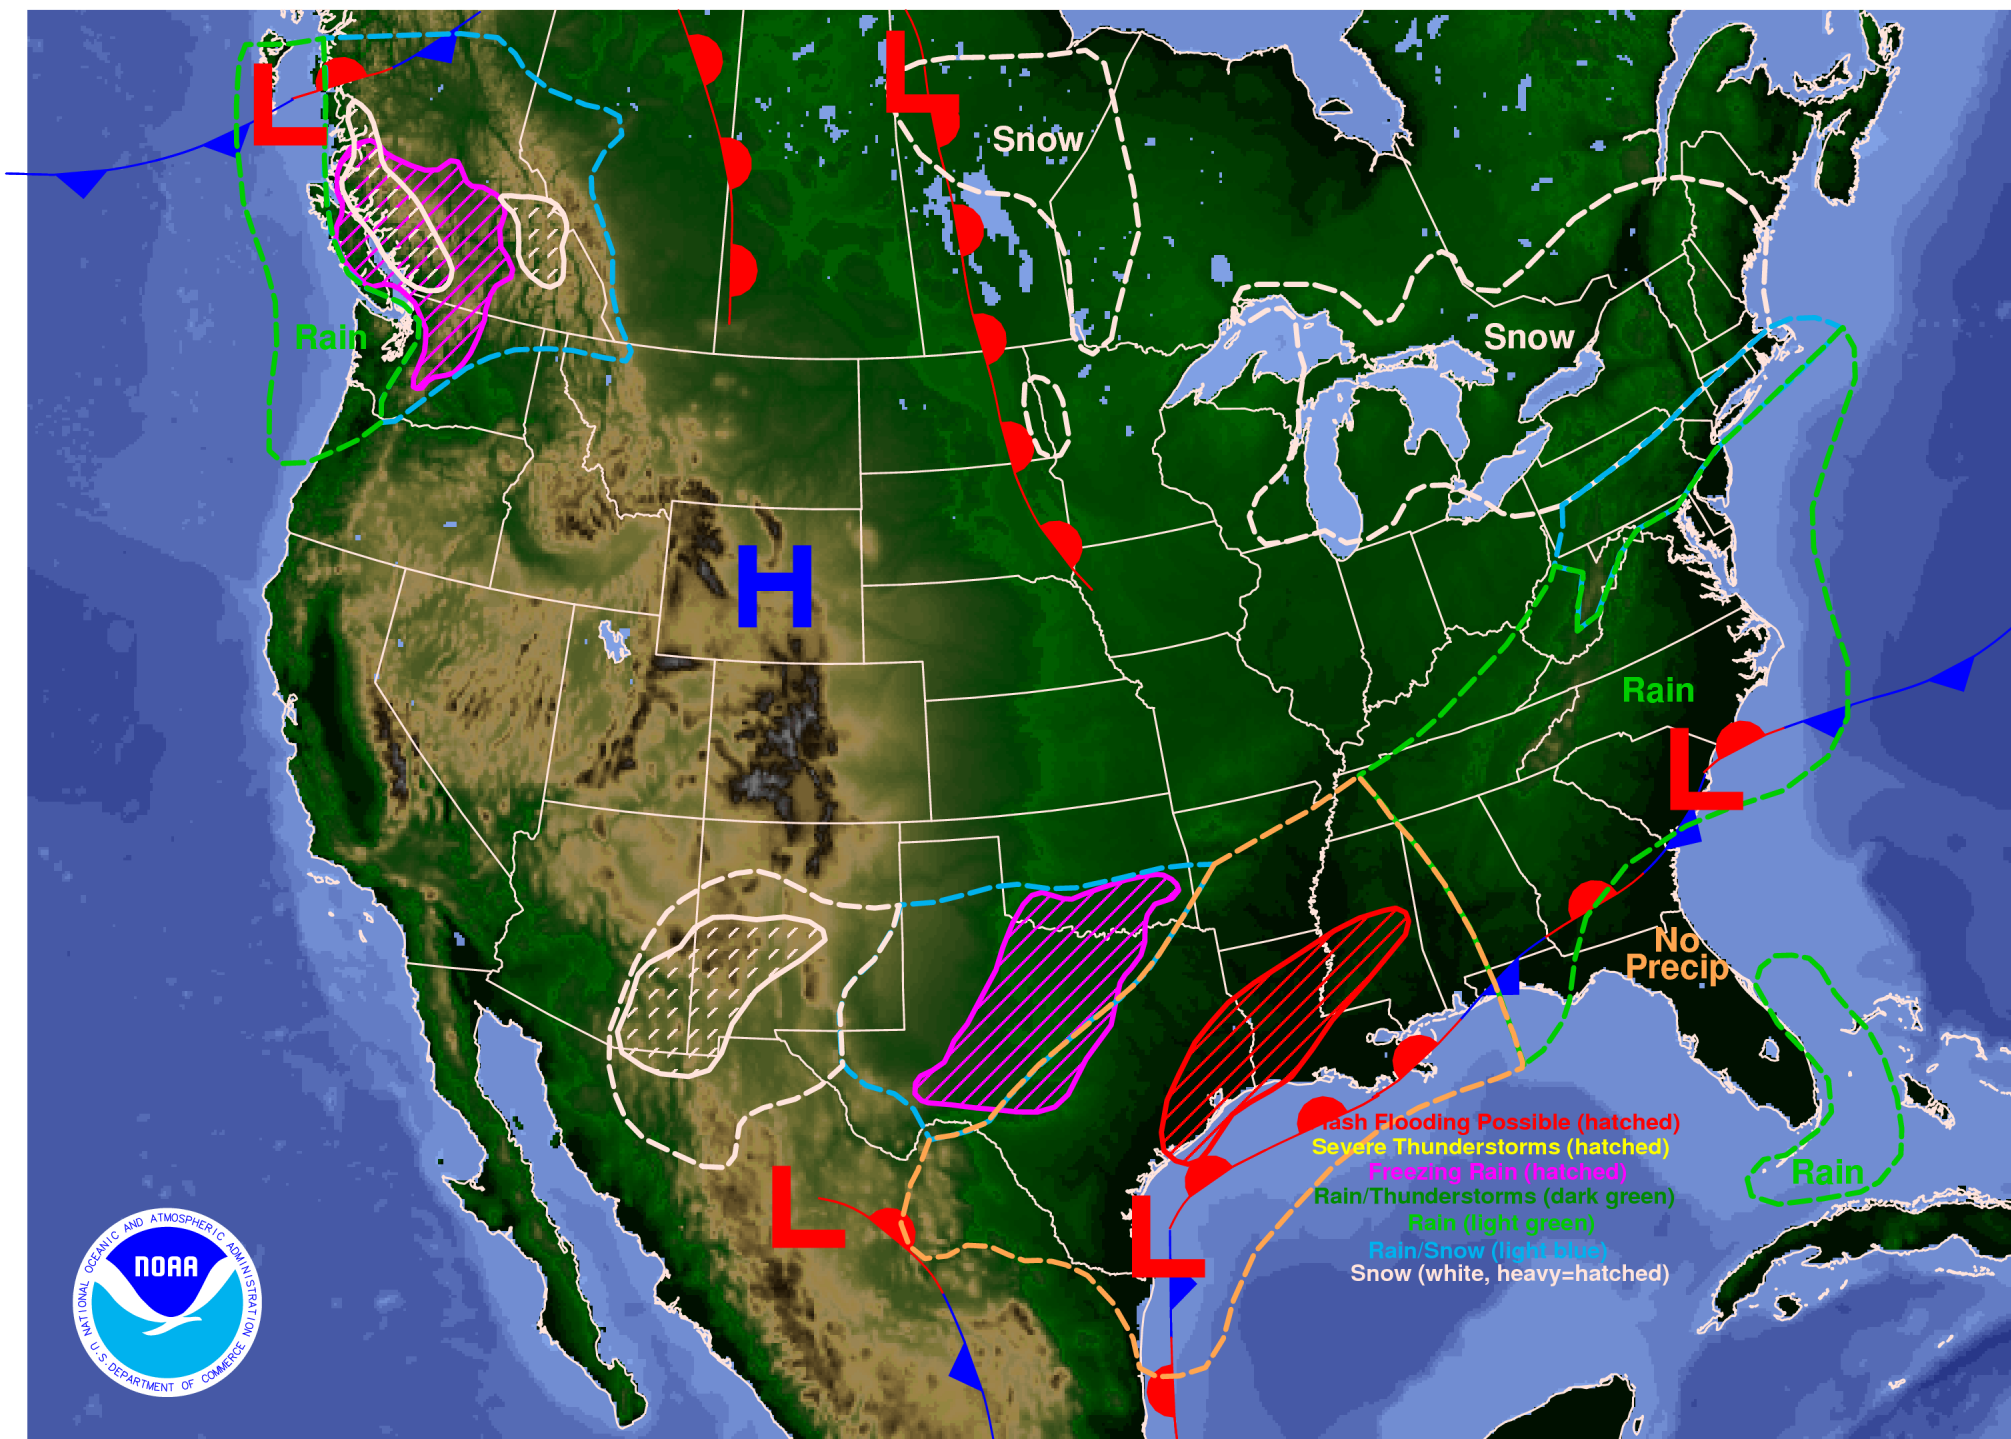 L
L
Snow
Snow
Rain
H
Rain
L
No
Precip
lash Flooding Possible (hatched)
Severe Thunderstorms (hatched)
Freezing Rain (hatched)
Rain/Thunderstorms (dark green)
Rain (light green)
Rain/Snow (light blue)
Snow (white, heavy=hatched)
Rain
L
L
NATIONAL OCEANIC AND ATMOSPHERIC ADMINISTRATION
NOAA
U.S. DEPARTMENT OF COMMERCE